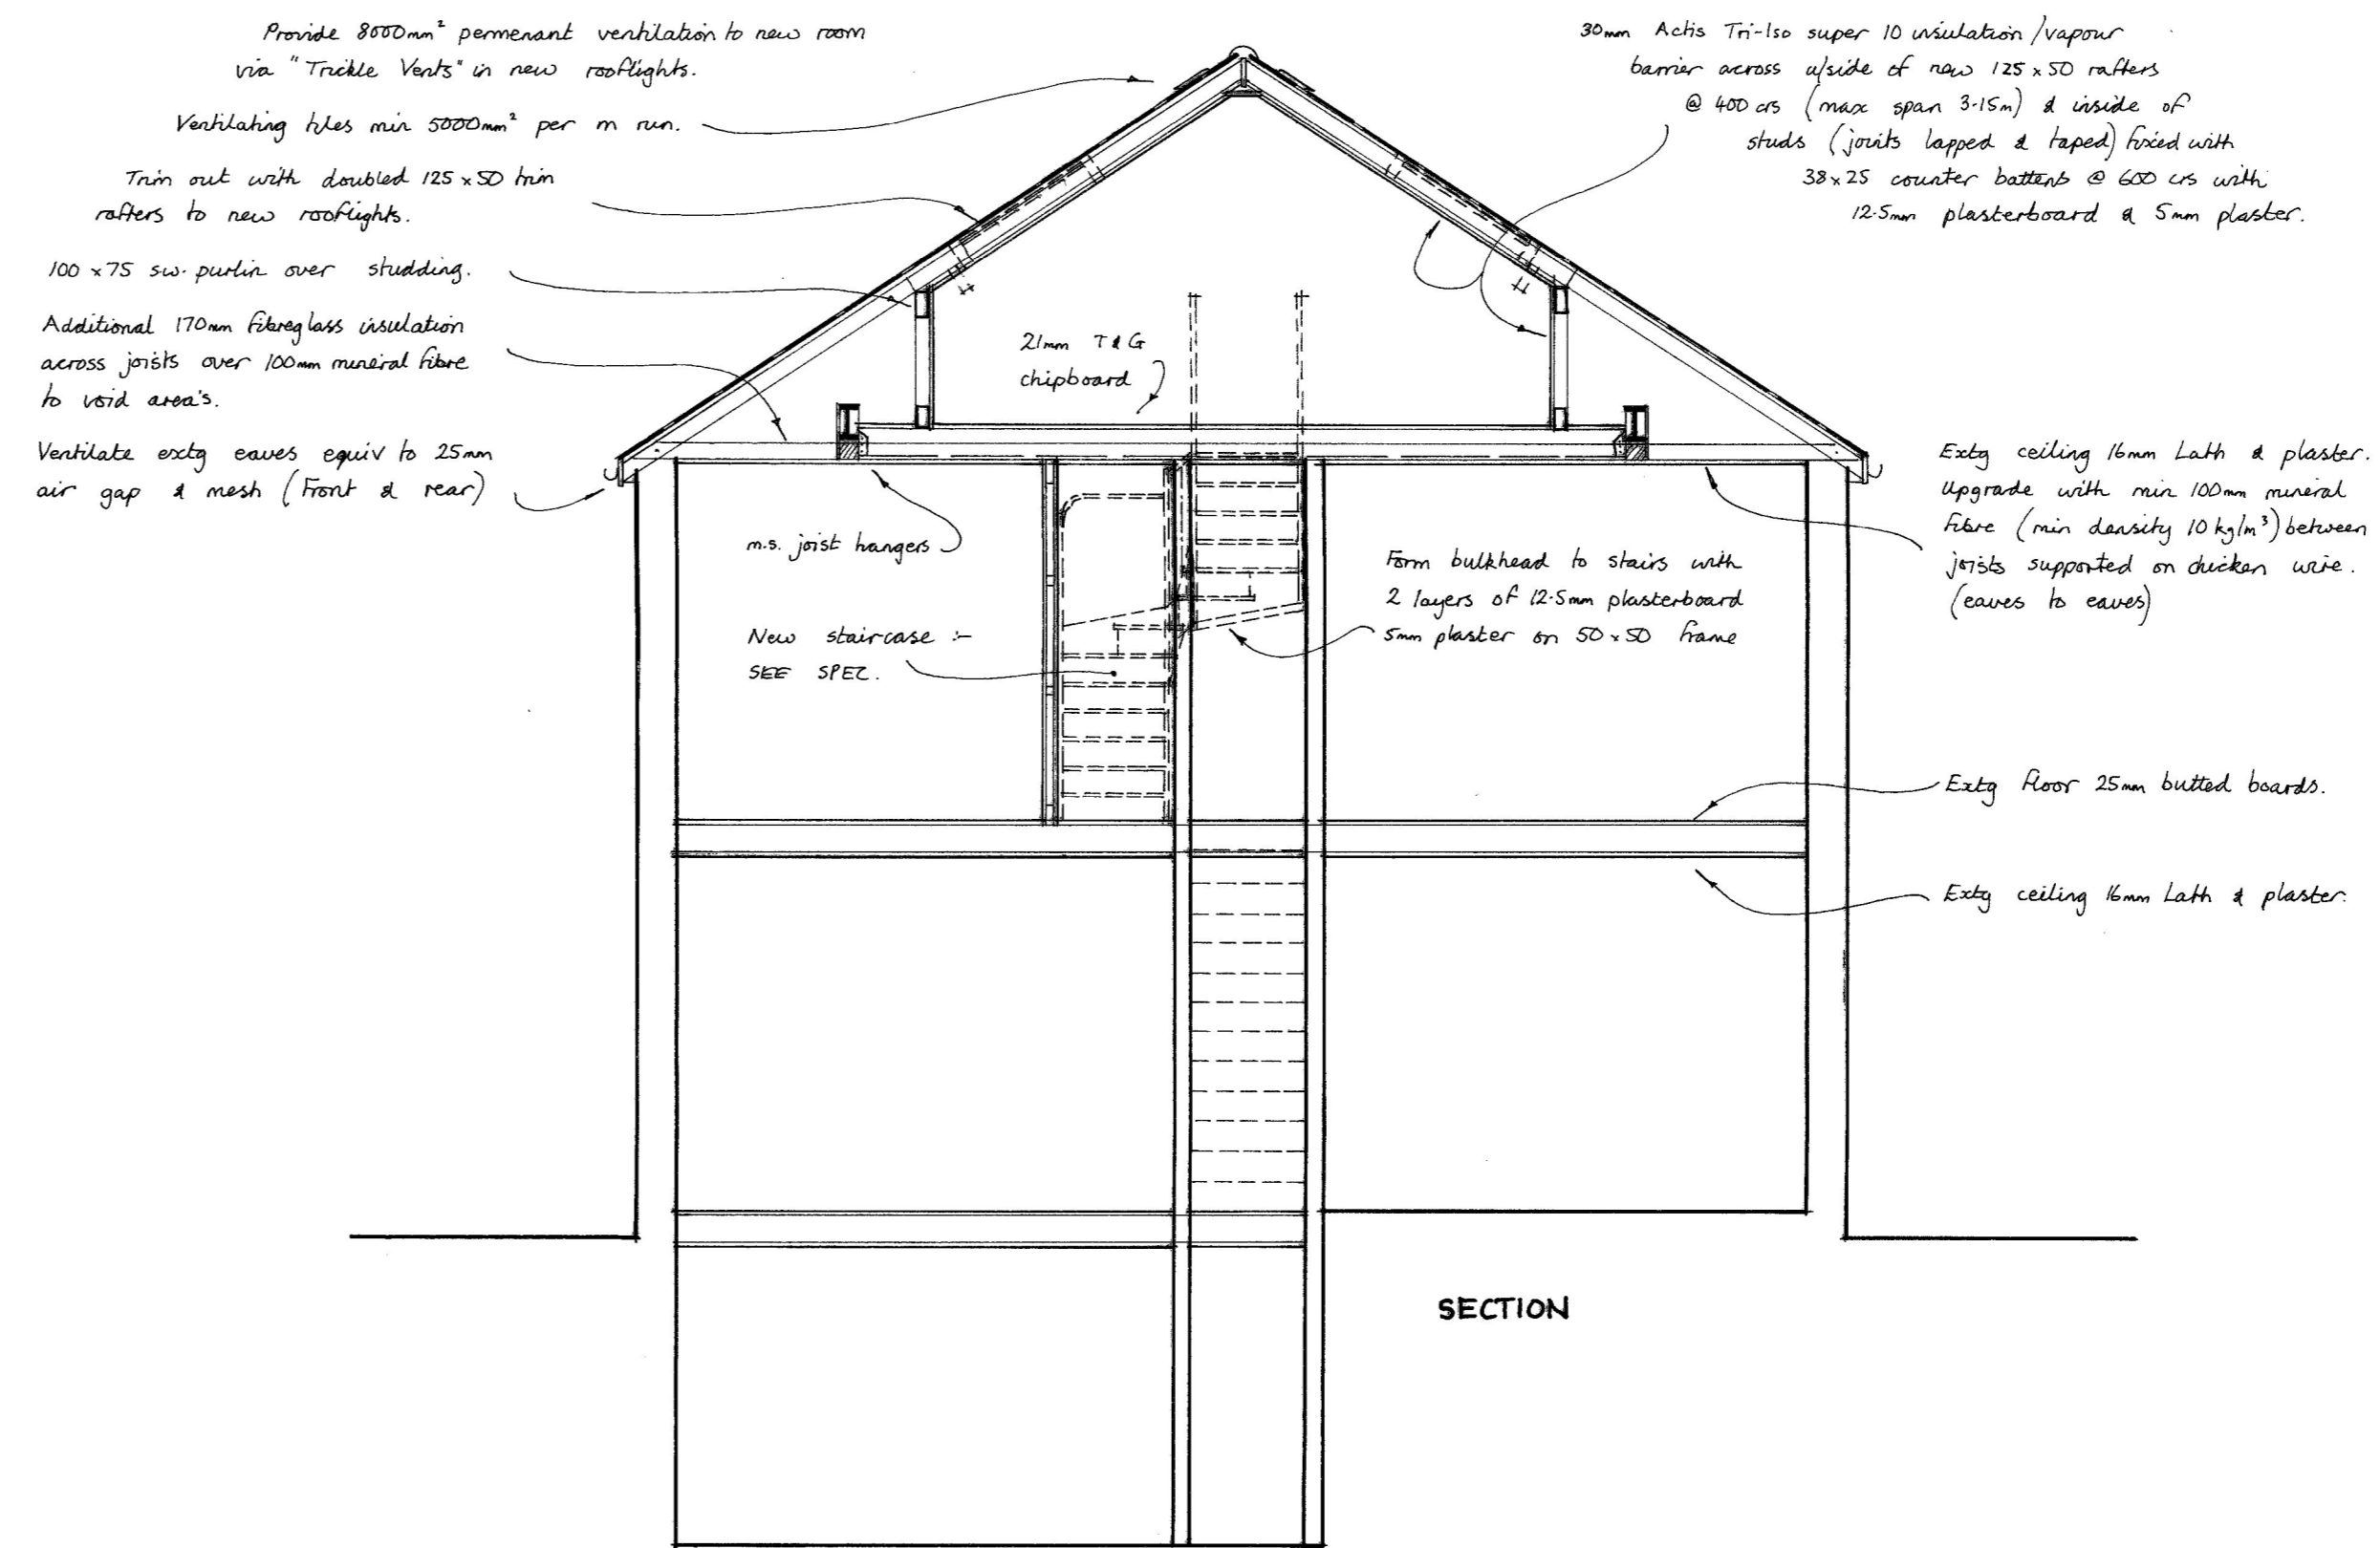 Provide 8000mm² permenant ventilation to new room
via "Trickle Vents" in new rooflights.
Ventilating tiles min 5000mm² per m run.
Trim out with doubled 125 x 50 trim
rafters to new rooflights.
100 x 75 sw. purlin over studding.
Additional 170mm fibreglass insulation
across joists over 100mm mineral fibre
to void area's.
Ventilate extg eaves equiv to 25mm
air gap & mesh (Front & rear)
30mm Actis Tri-Iso super 10 insulation/vapour
barrier across u/side of new 125 x 50 rafters
@ 400 crs (max span 3·15m) & inside of
studs (joints lapped & taped) fixed with
38x25 counter battens @ 600 crs with
12·5mm plasterboard & 5mm plaster.
21mm T & G
chipboard
m.s. joist hangers
New staircase :-
SEE SPEC.
Form bulkhead to stairs with
2 layers of 12·5mm plasterboard
5mm plaster on 50 x 50 frame
Extg ceiling 16mm Lath & plaster.
Upgrade with min 100mm mineral
fibre (min density 10 kg/m³) between
joists supported on chicken wire.
(eaves to eaves)
Extg floor 25mm butted boards.
Extg ceiling 16mm Lath & plaster.
SECTION